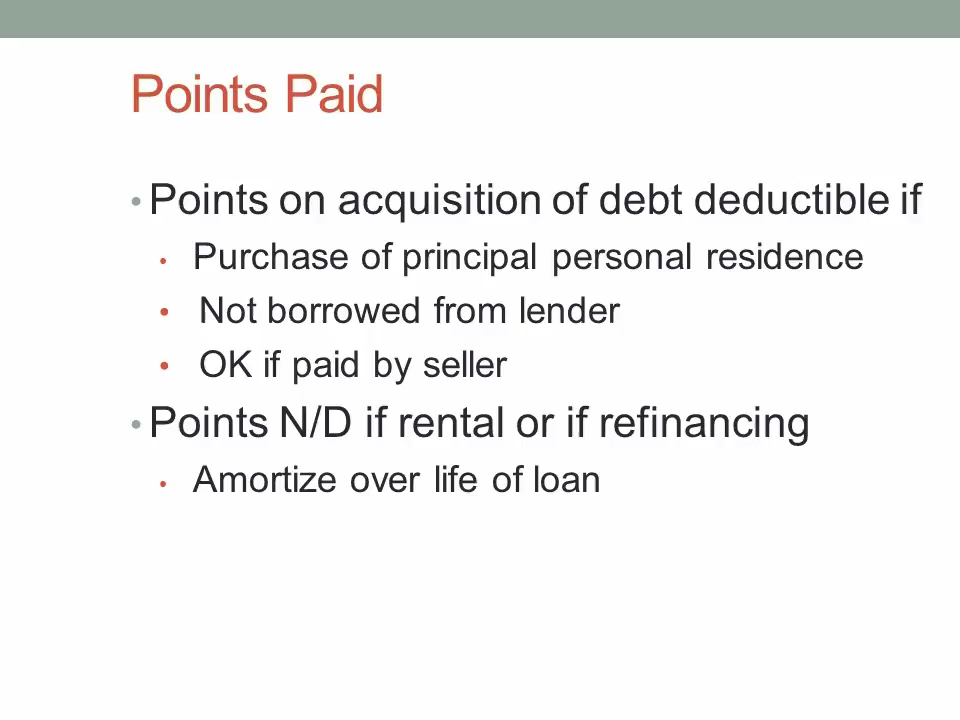 Points Paid
• Points on acquisition of debt deductible if
• Purchase of principal personal residence
• Not borrowed from lender
• OK if paid by seller
• Points N/D if rental or if refinancing
• Amortize over life of loan